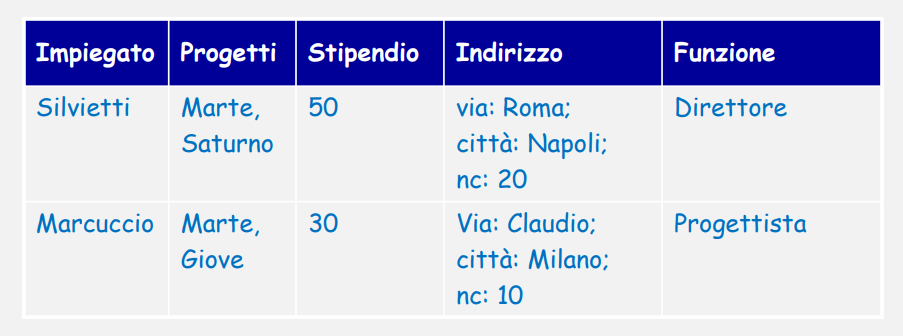 Impiegato Progetti Stipendio Indirizzo Funzione
Silvietti Marte, 50 via: Roma; Direttore
Saturno città: Napoli;
nc: 20
Marcuccio Marte, 30 Via: Claudio; Progettista
Giove città: Milano;
nc: 10